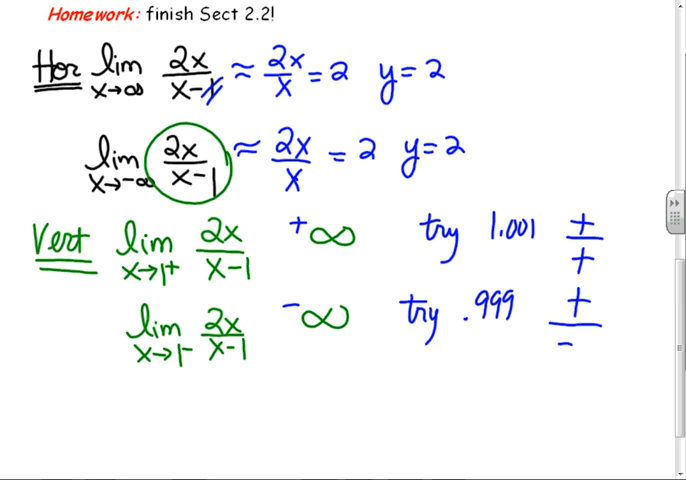 Homework: finish Sect 2.2!
Hor lim x→∞ 2x/x-1 ≈ 2x/x = 2 y=2
lim x→-∞ 2x/x-1 ≈ 2x/x = 2 y=2
Vert lim x→1+ 2x/x-1 +∞ try 1.001 +/+
lim x→1- 2x/x-1 -∞ try .999 +/-